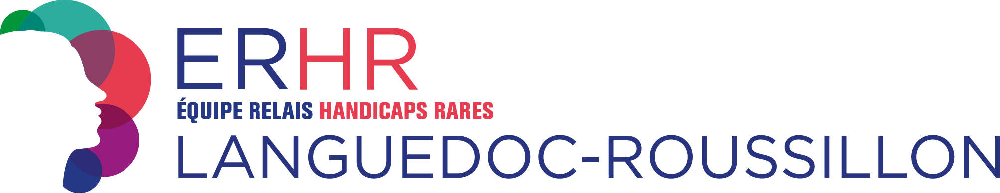 ERHR
ÉQUIPE RELAIS HANDICAPS RARES
LANGUEDOC-ROUSSILLON